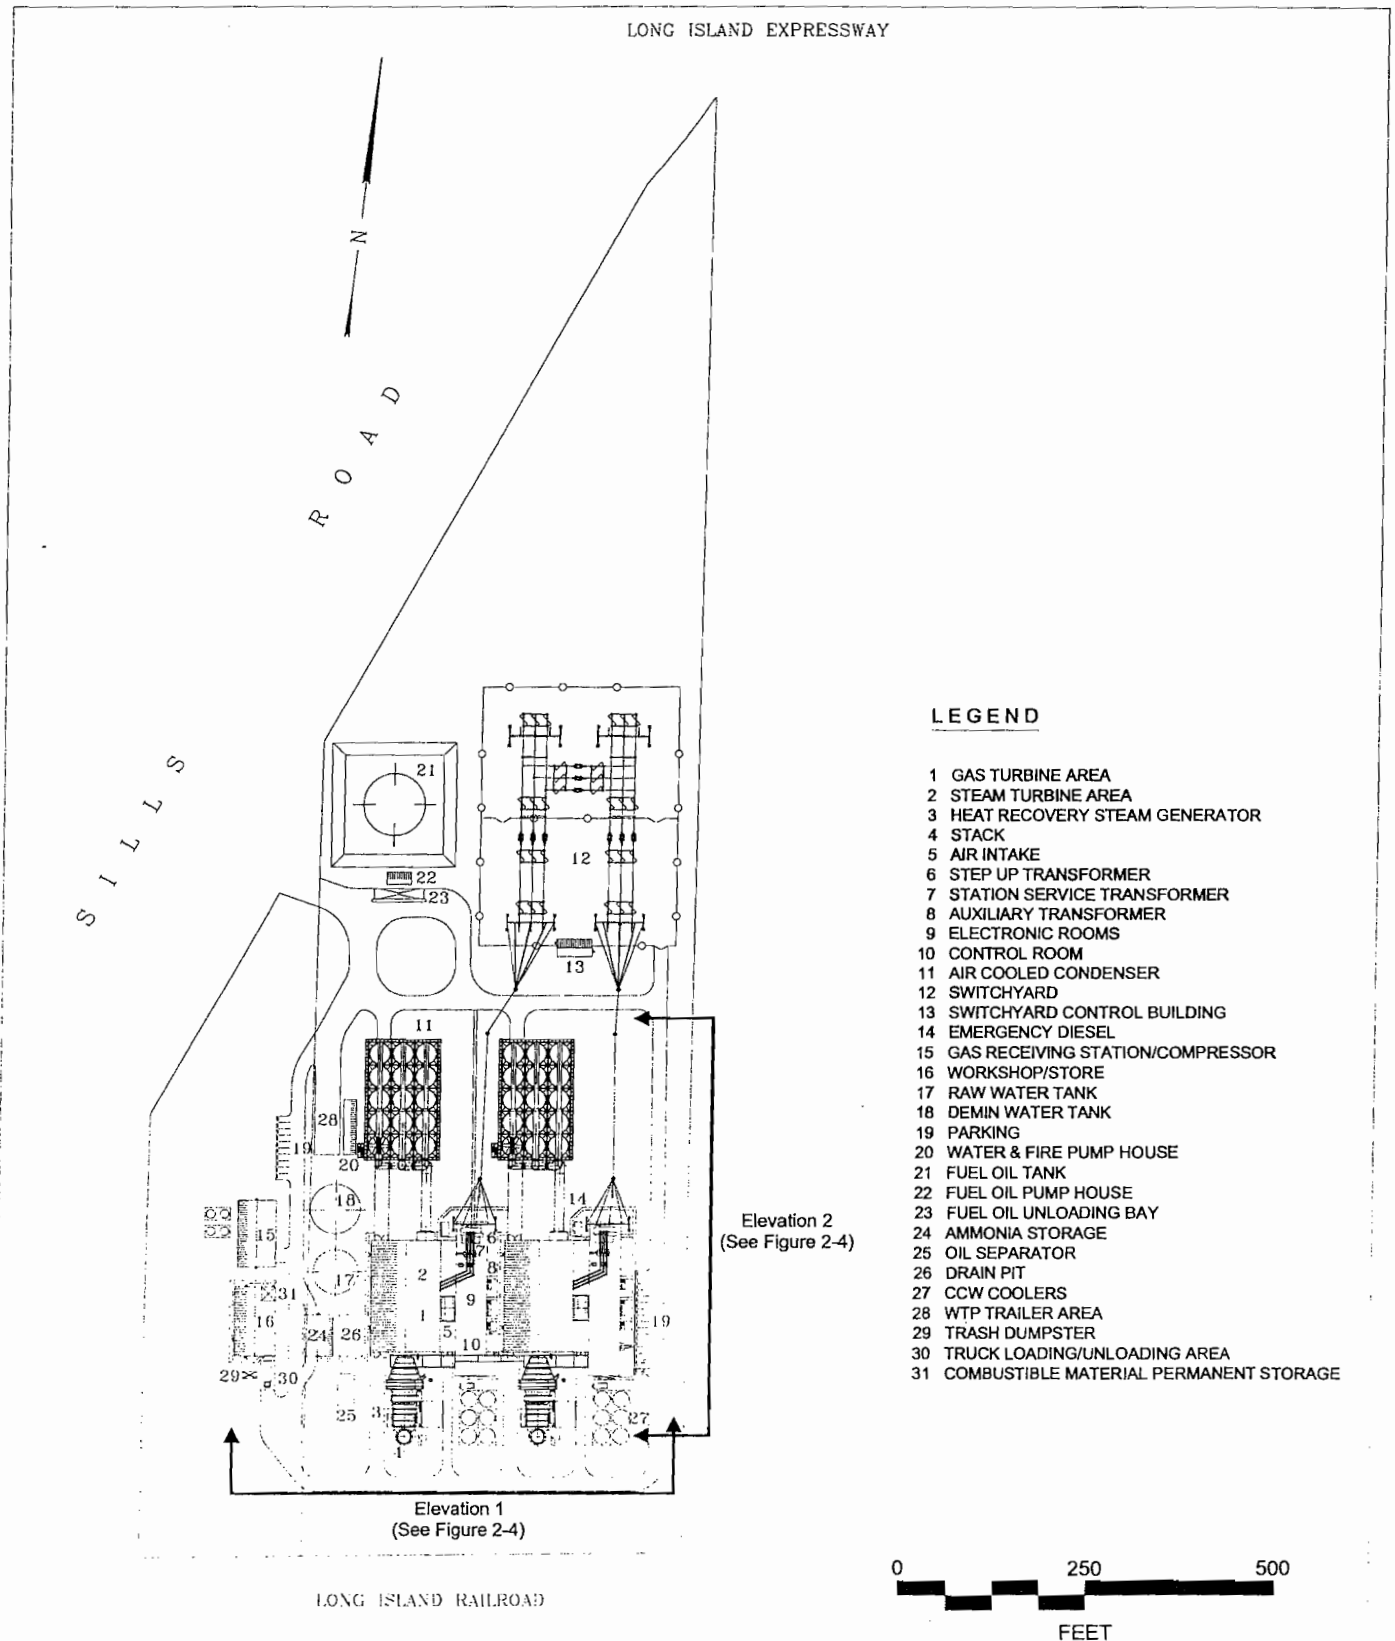 LONG ISLAND EXPRESSWAY
N
SILLS ROAD
21
22
23
12
13
11
28
19
20
18
14
15
17
6
7
2
8
31
16
1
9
5
24
26
10
19
29
30
25
3
27
Elevation 2
(See Figure 2-4)
Elevation 1
(See Figure 2-4)
LONG ISLAND RAILROAD
LEGEND
1 GAS TURBINE AREA
2 STEAM TURBINE AREA
3 HEAT RECOVERY STEAM GENERATOR
4 STACK
5 AIR INTAKE
6 STEP UP TRANSFORMER
7 STATION SERVICE TRANSFORMER
8 AUXILIARY TRANSFORMER
9 ELECTRONIC ROOMS
10 CONTROL ROOM
11 AIR COOLED CONDENSER
12 SWITCHYARD
13 SWITCHYARD CONTROL BUILDING
14 EMERGENCY DIESEL
15 GAS RECEIVING STATION/COMPRESSOR
16 WORKSHOP/STORE
17 RAW WATER TANK
18 DEMIN WATER TANK
19 PARKING
20 WATER & FIRE PUMP HOUSE
21 FUEL OIL TANK
22 FUEL OIL PUMP HOUSE
23 FUEL OIL UNLOADING BAY
24 AMMONIA STORAGE
25 OIL SEPARATOR
26 DRAIN PIT
27 CCW COOLERS
28 WTP TRAILER AREA
29 TRASH DUMPSTER
30 TRUCK LOADING/UNLOADING AREA
31 COMBUSTIBLE MATERIAL PERMANENT STORAGE
0 250 500
FEET